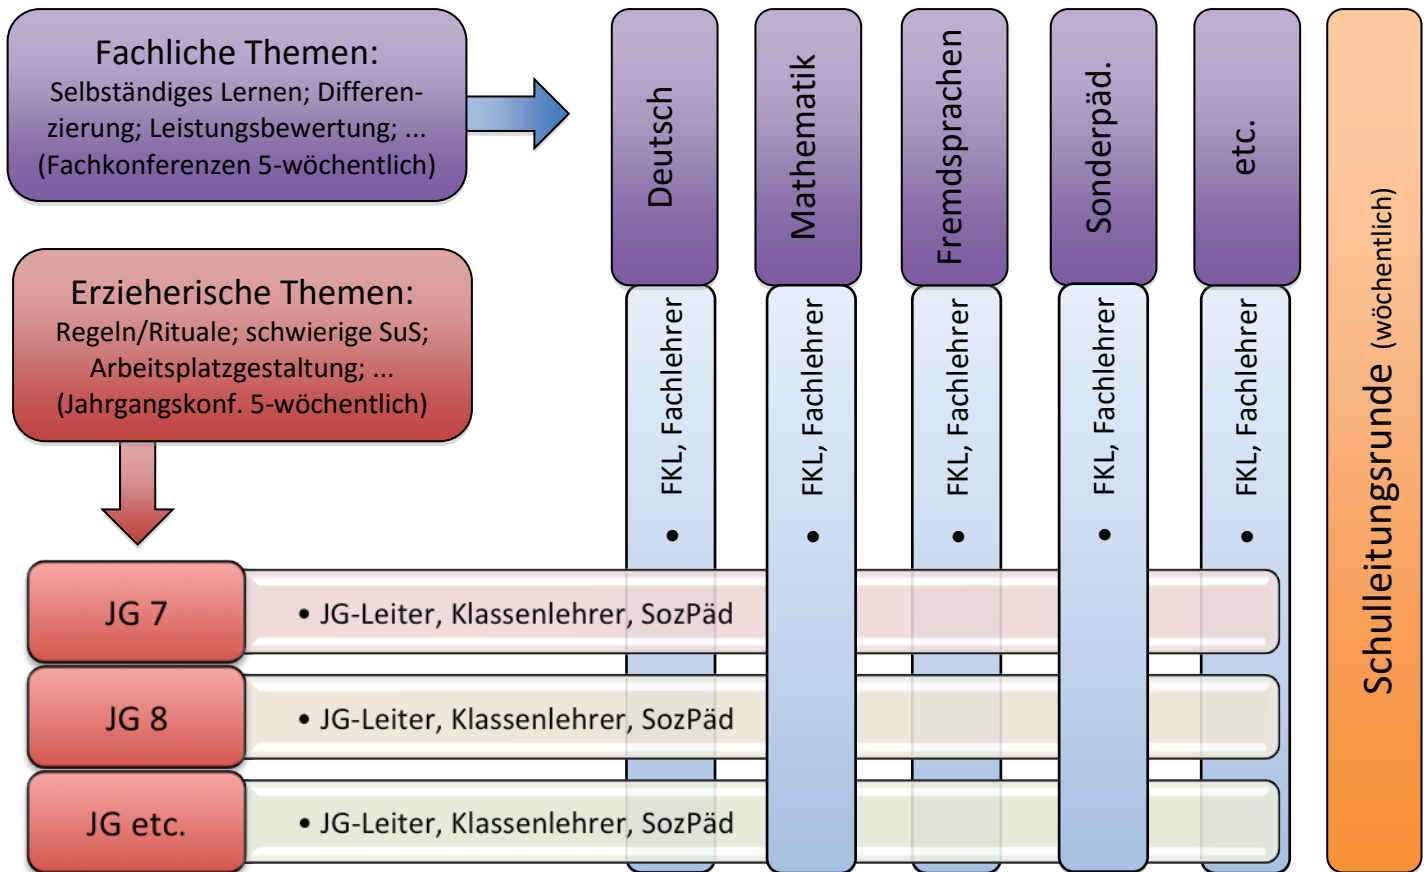 Fachliche Themen:
Selbständiges Lernen; Differen-
zierung; Leistungsbewertung; ...
(Fachkonferenzen 5-wöchentlich)
Erzieherische Themen:
Regeln/Rituale; schwierige SuS;
Arbeitsplatzgestaltung; ...
(Jahrgangskonf. 5-wöchentlich)
Deutsch
Mathematik
Fremdsprachen
Sonderpäd.
etc.
• FKL, Fachlehrer
• FKL, Fachlehrer
• FKL, Fachlehrer
• FKL, Fachlehrer
• FKL, Fachlehrer
Schulleitungsrunde (wöchentlich)
JG 7
• JG-Leiter, Klassenlehrer, SozPäd
JG 8
• JG-Leiter, Klassenlehrer, SozPäd
JG etc.
• JG-Leiter, Klassenlehrer, SozPäd